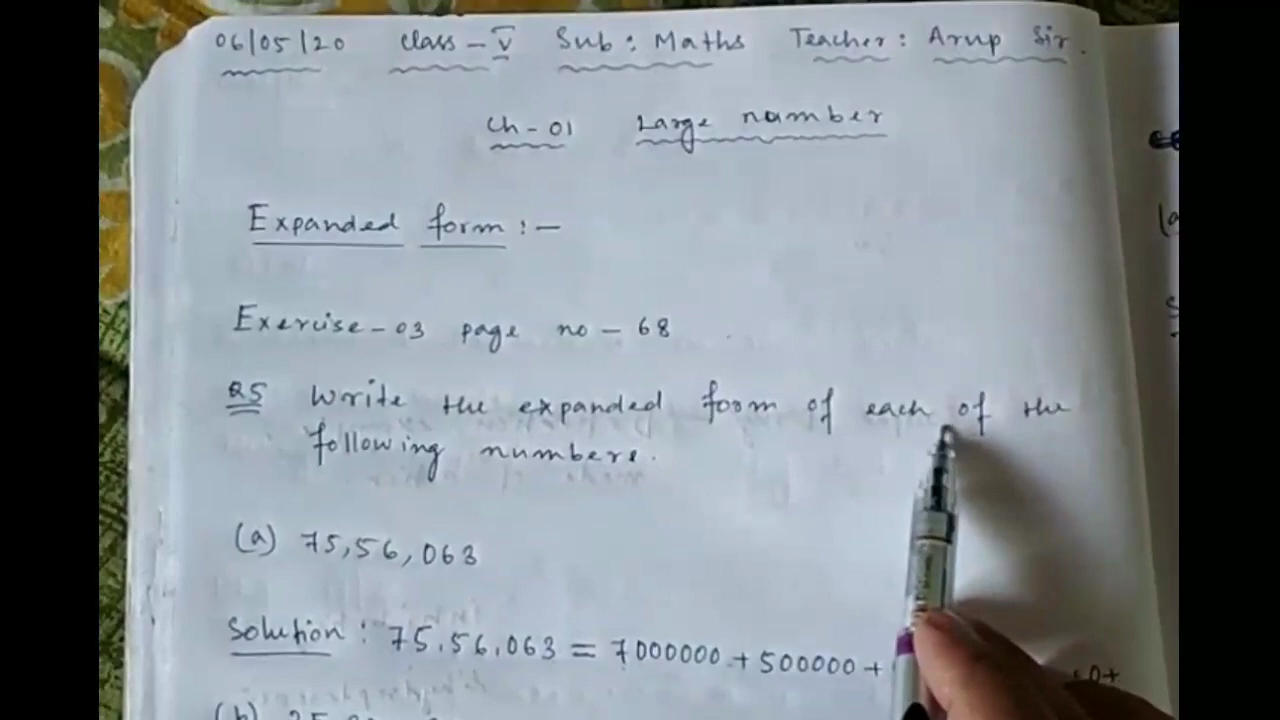 06/05/20 Class - V Sub : Maths Teacher : Arup Sir.
Ch - 01 Large number
Expanded form :-
Exercise - 03 page no - 68
Q5 Write the expanded form of each of the
following numbers.
(a) 75,56,063
Solution : 75,56,063 = 7000000 + 500000 +
(b)